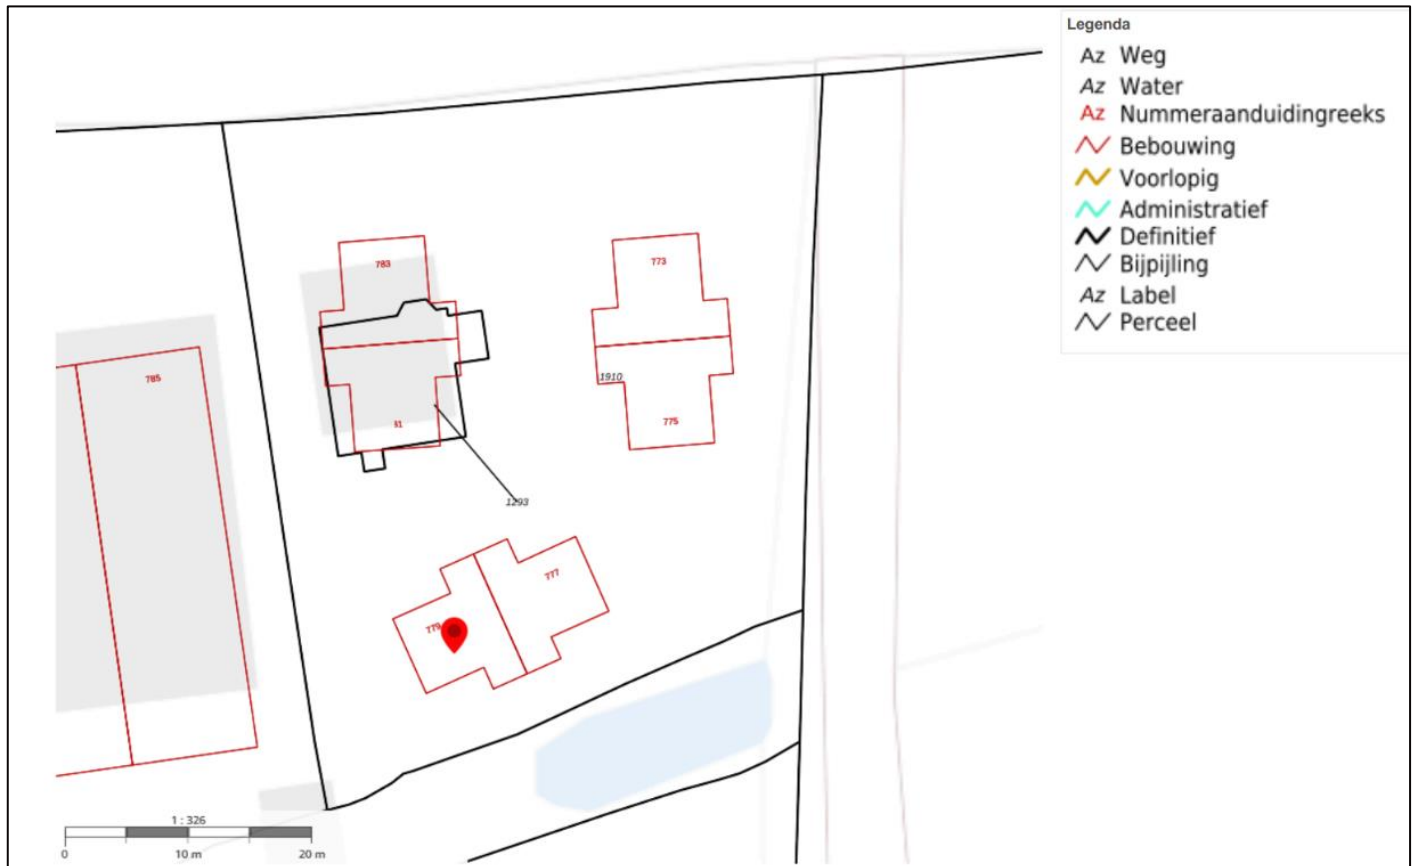 Legenda
Az Weg
Az Water
Az Nummeraanduidingreeks
Bebouwing
Voorlopig
Administratief
Definitief
Bijpijling
Az Label
Perceel
783
773
785
1910
81
775
1293
777
779
1 : 326
0 10 m 20 m